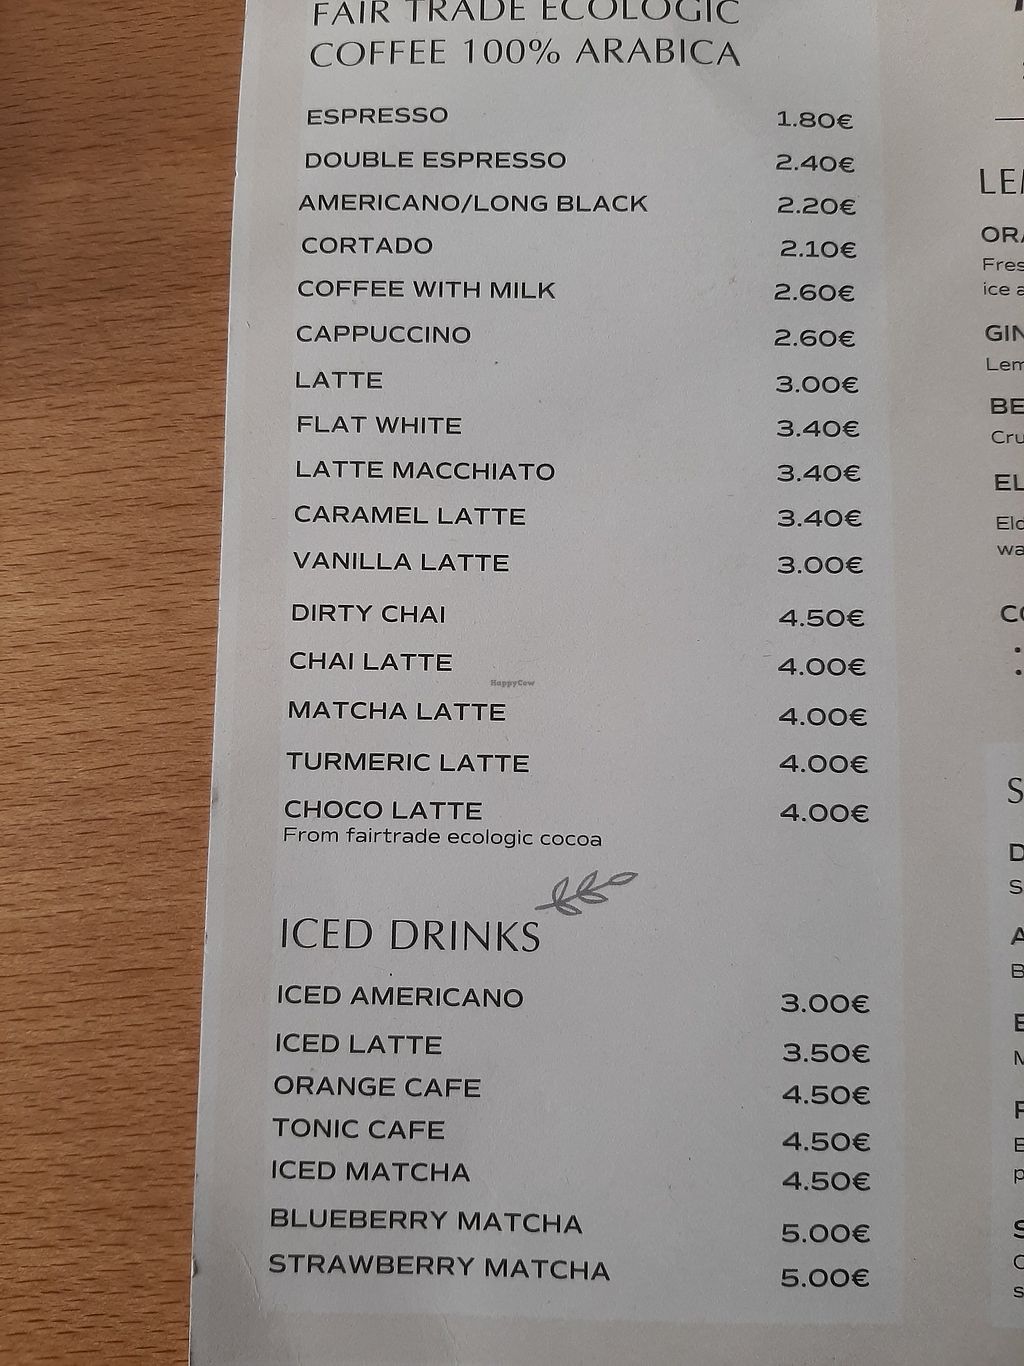 FAIR TRADE ECOLOGIC
COFFEE 100% ARABICA
ESPRESSO 1.80€
DOUBLE ESPRESSO 2.40€
AMERICANO/LONG BLACK 2.20€
CORTADO 2.10€
COFFEE WITH MILK 2.60€
CAPPUCCINO 2.60€
LATTE 3.00€
FLAT WHITE 3.40€
LATTE MACCHIATO 3.40€
CARAMEL LATTE 3.40€
VANILLA LATTE 3.00€
DIRTY CHAI 4.50€
CHAI LATTE 4.00€
HappyCow
MATCHA LATTE 4.00€
TURMERIC LATTE 4.00€
CHOCO LATTE 4.00€
From fairtrade ecologic cocoa
ICED DRINKS
ICED AMERICANO 3.00€
ICED LATTE 3.50€
ORANGE CAFE 4.50€
TONIC CAFE 4.50€
ICED MATCHA 4.50€
BLUEBERRY MATCHA 5.00€
STRAWBERRY MATCHA 5.00€